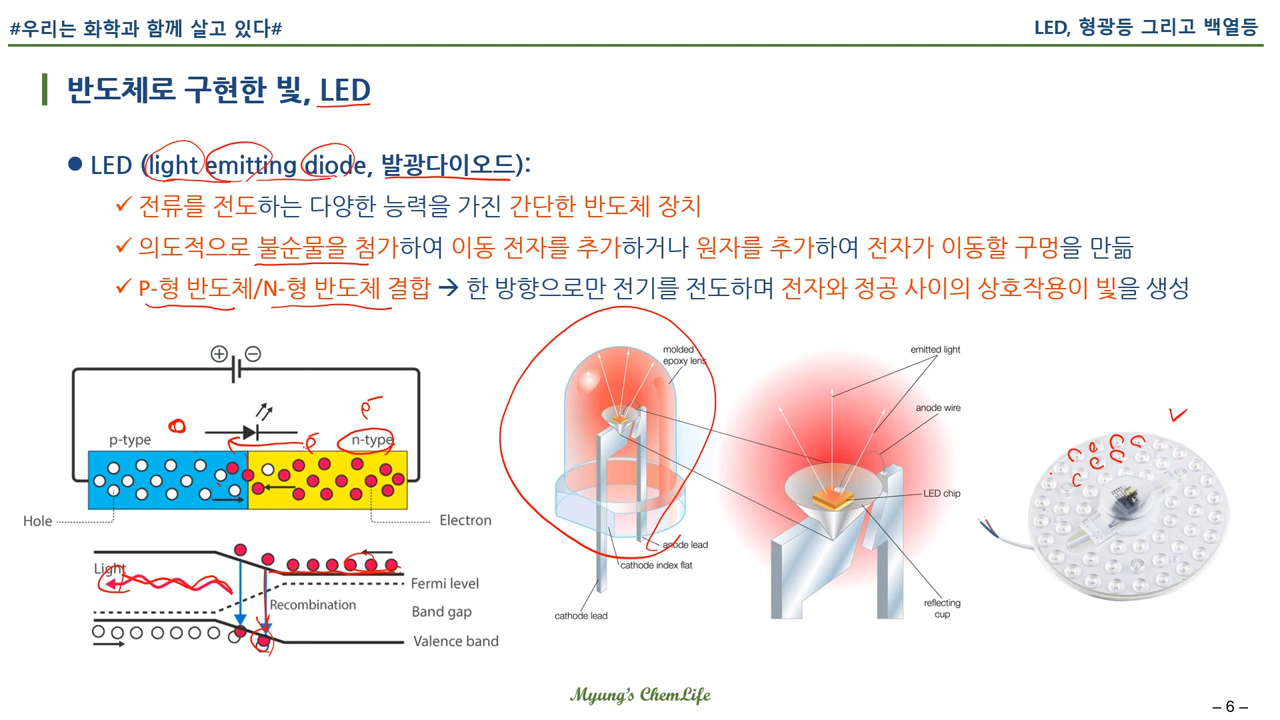 #우리는 화학과 함께 살고 있다#
LED, 형광등 그리고 백열등
반도체로 구현한 빛, LED
● LED (light emitting diode, 발광다이오드):
✓ 전류를 전도하는 다양한 능력을 가진 간단한 반도체 장치
✓ 의도적으로 불순물을 첨가하여 이동 전자를 추가하거나 원자를 추가하여 전자가 이동할 구멍을 만듦
✓ P-형 반도체/N-형 반도체 결합 → 한 방향으로만 전기를 전도하며 전자와 정공 사이의 상호작용이 빛을 생성
+ −
e⁻
p-type
e⁻
n-type
Hole
Electron
Light
Fermi level
Recombination
Band gap
Valence band
molded
epoxy lens
anode lead
cathode index flat
cathode lead
emitted light
anode wire
LED chip
reflecting
cup
Myung's ChemLife
– 6 –